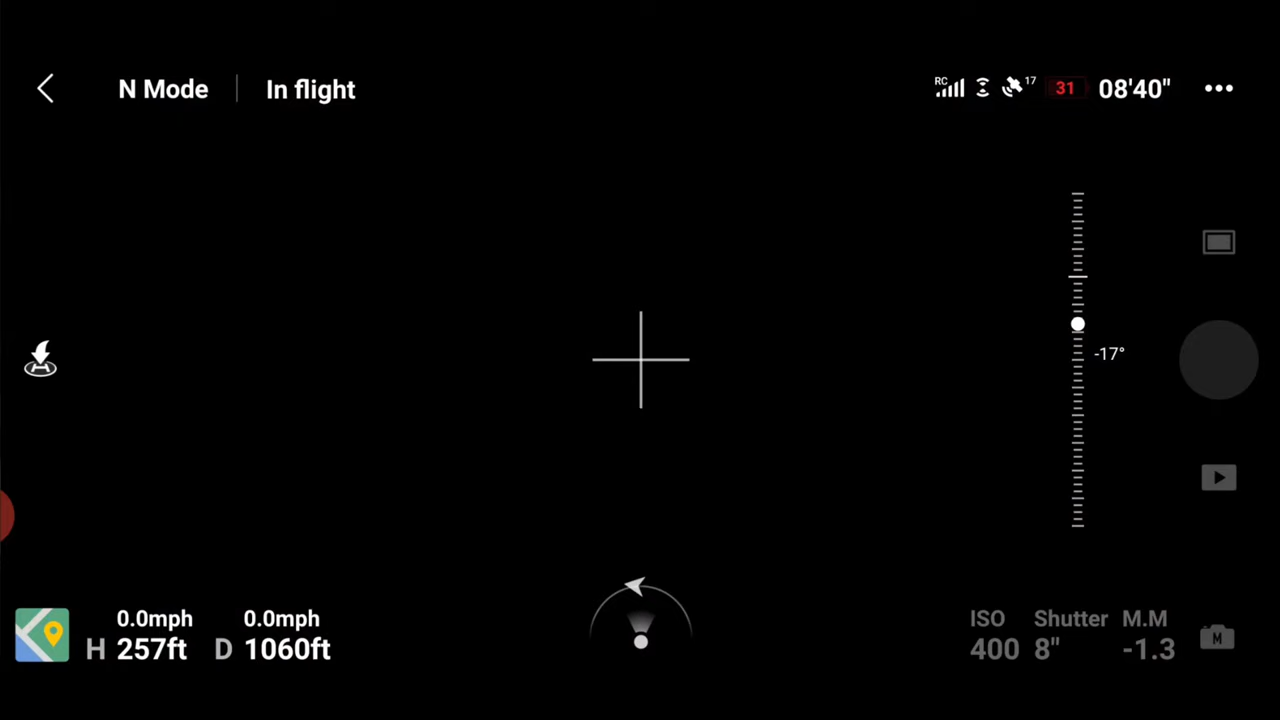 N Mode In flight RC 17 31 08'40"
-17°
0.0mph 0.0mph
H 257ft D 1060ft
ISO Shutter M.M
400 8" -1.3 M